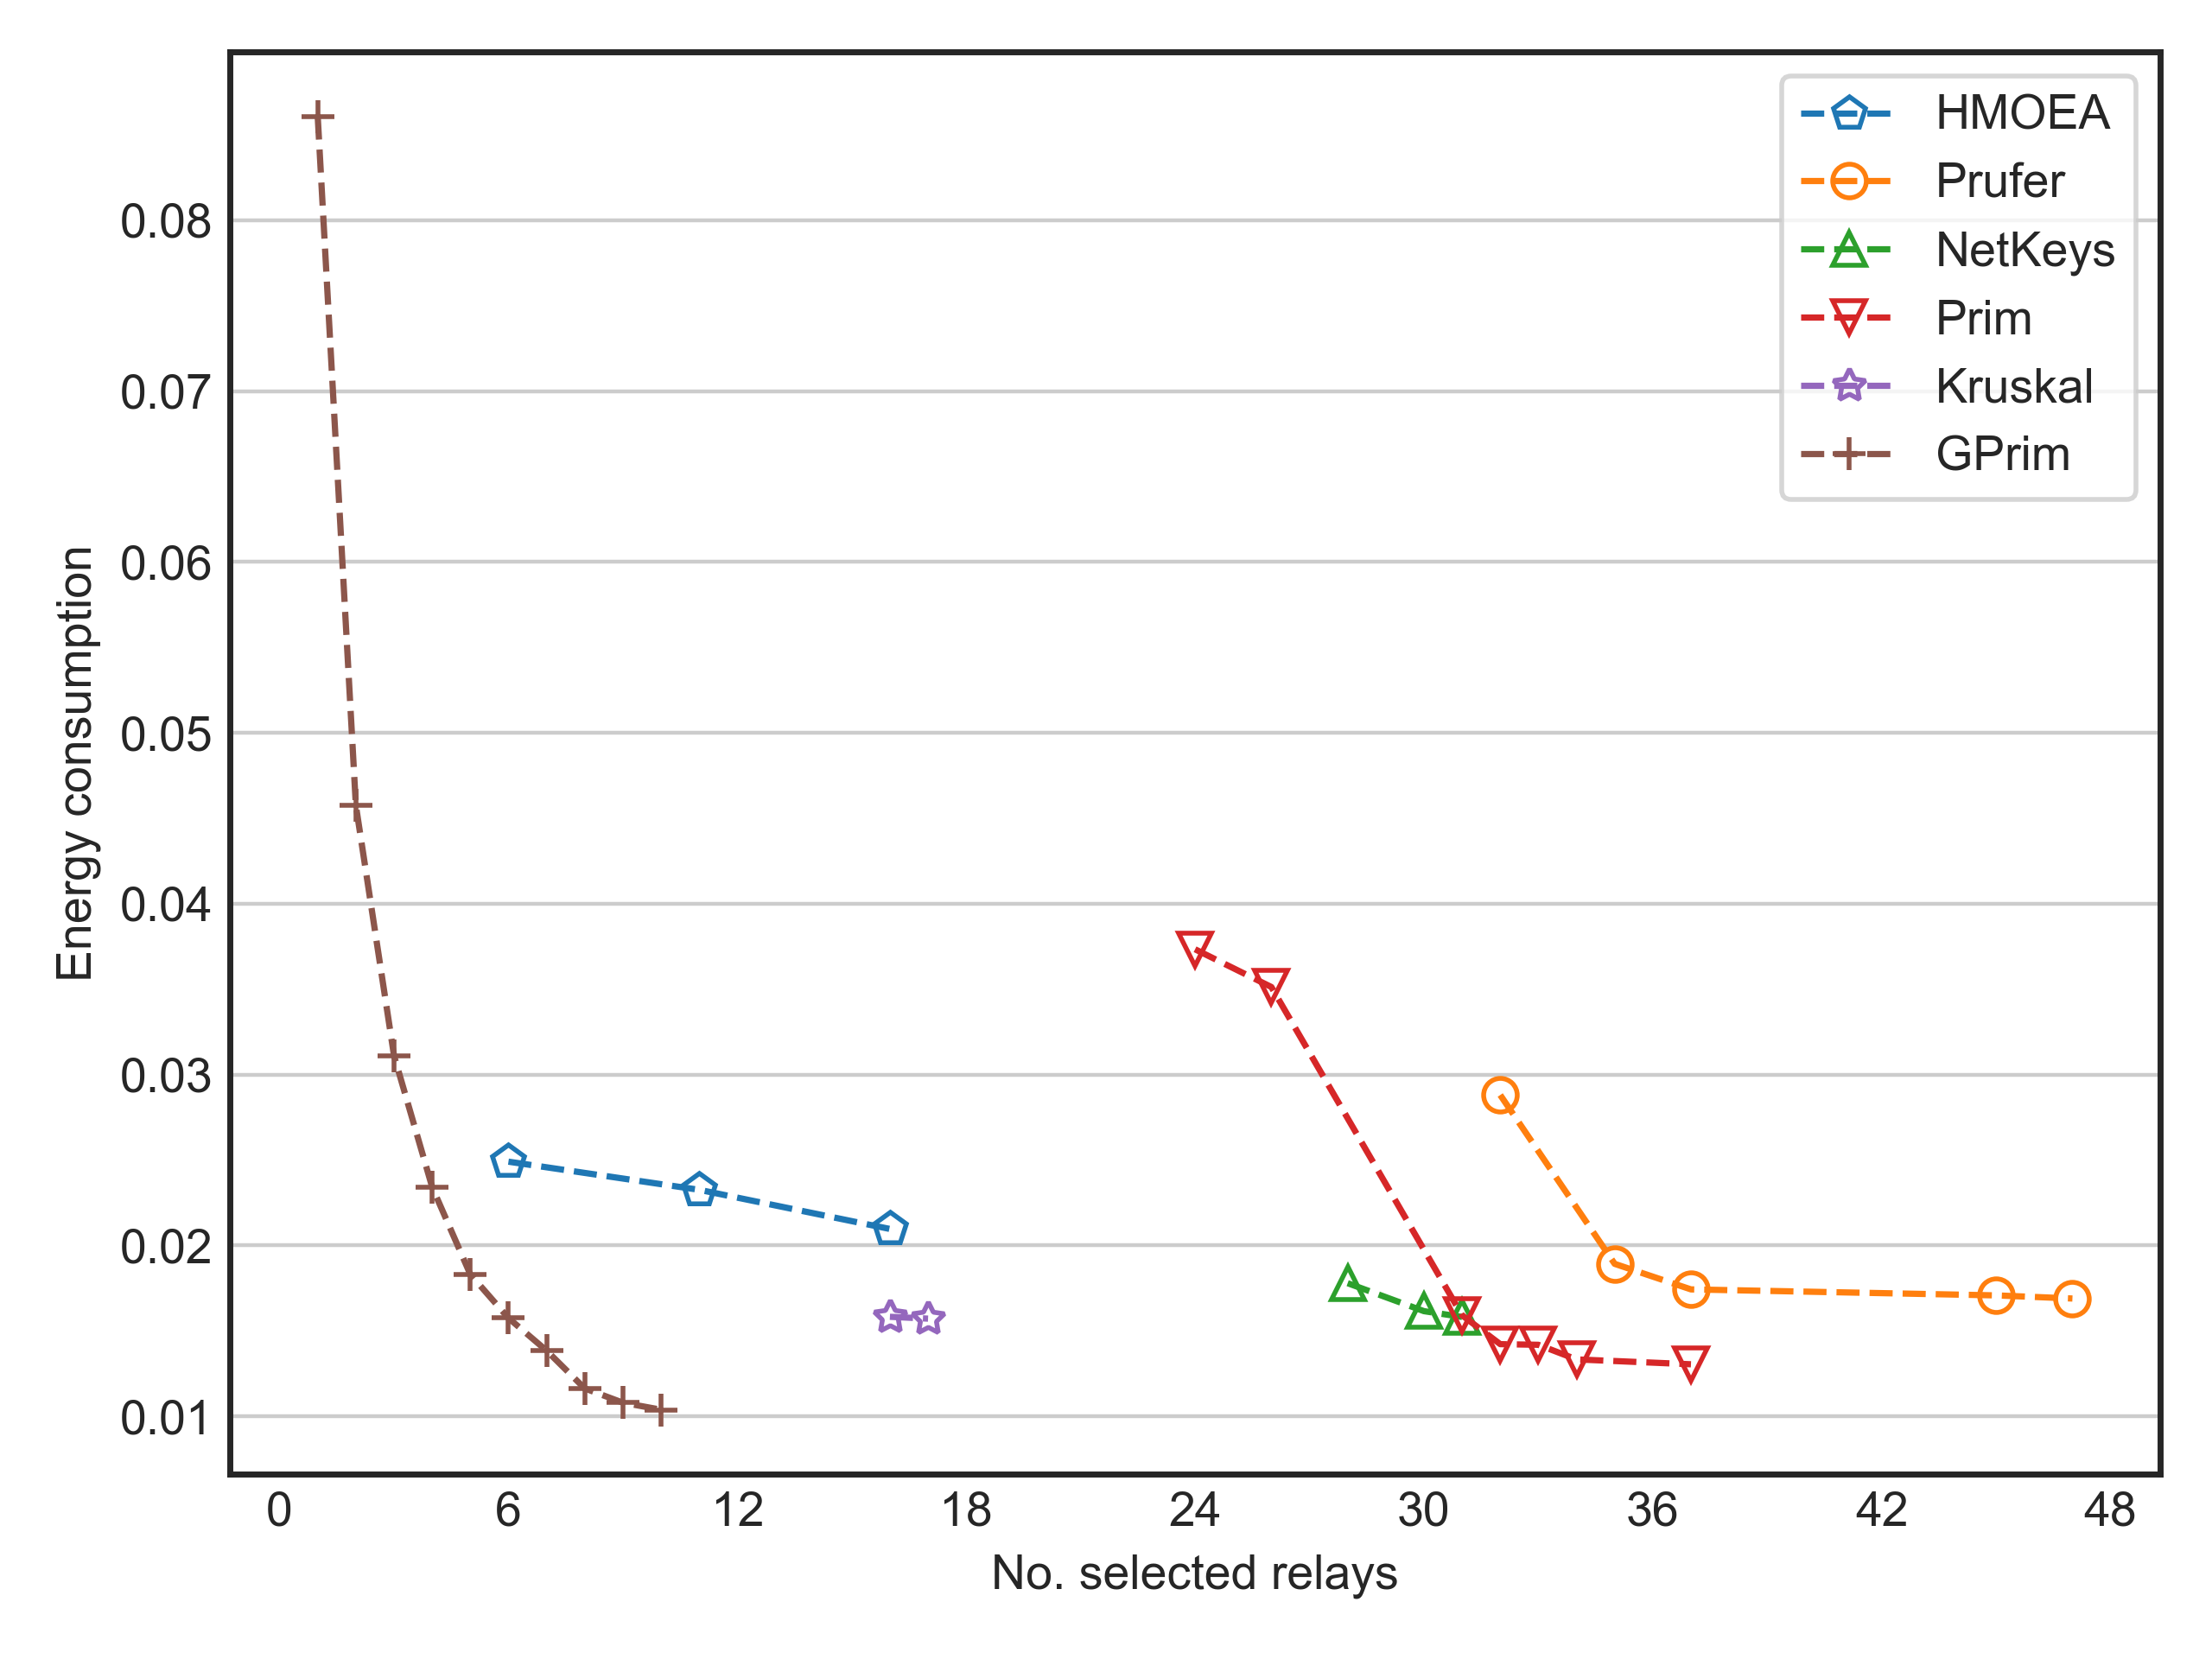 HMOEA
Prufer
NetKeys
Prim
Kruskal
GPrim
0.08
0.07
0.06
0.05
0.04
0.03
0.02
0.01
Energy consumption
0 6 12 18 24 30 36 42 48
No. selected relays